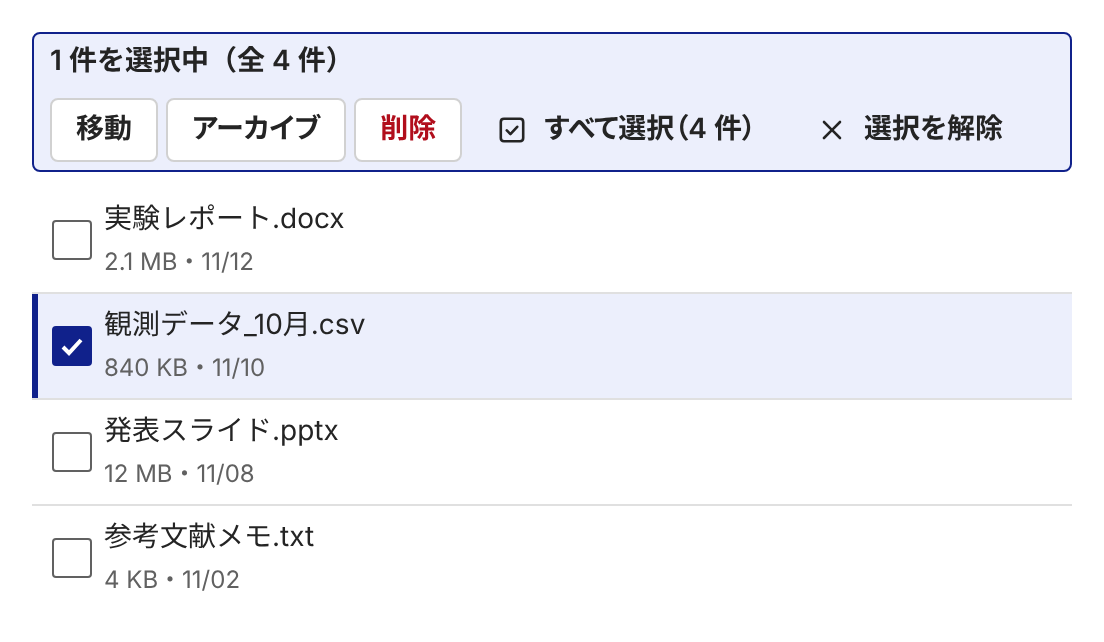 1 件を選択中（全 4 件）
移動 アーカイブ 削除 すべて選択（4 件） 選択を解除
実験レポート.docx
2.1 MB・11/12
観測データ_10月.csv
840 KB・11/10
発表スライド.pptx
12 MB・11/08
参考文献メモ.txt
4 KB・11/02